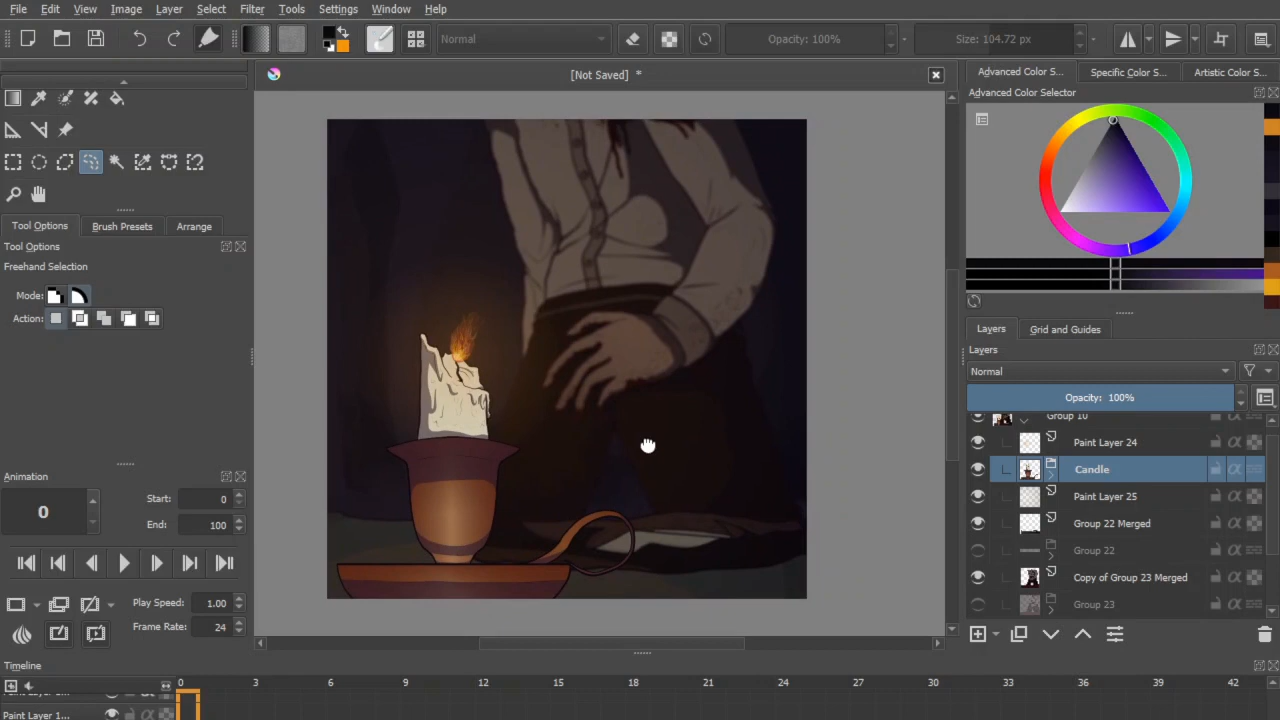 File Edit View Image Layer Select Filter Tools Settings Window Help
Normal Opacity: 100% Size: 104.72 px
[Not Saved] *
Advanced Color S... Specific Color S... Artistic Color S...
Advanced Color Selector
Tool Options Brush Presets Arrange
Tool Options
Freehand Selection
Mode:
Action:
Layers Grid and Guides
Layers
Normal
Opacity: 100%
Group 10
Paint Layer 24
Candle
Paint Layer 25
Group 22 Merged
Group 22
Copy of Group 23 Merged
Group 23
Animation
0 Start: 0
End: 100
Play Speed: 1.00
Frame Rate: 24
Timeline
0 3 6 9 12 15 18 21 24 27 30 33 36 39 42
Paint Layer 1...